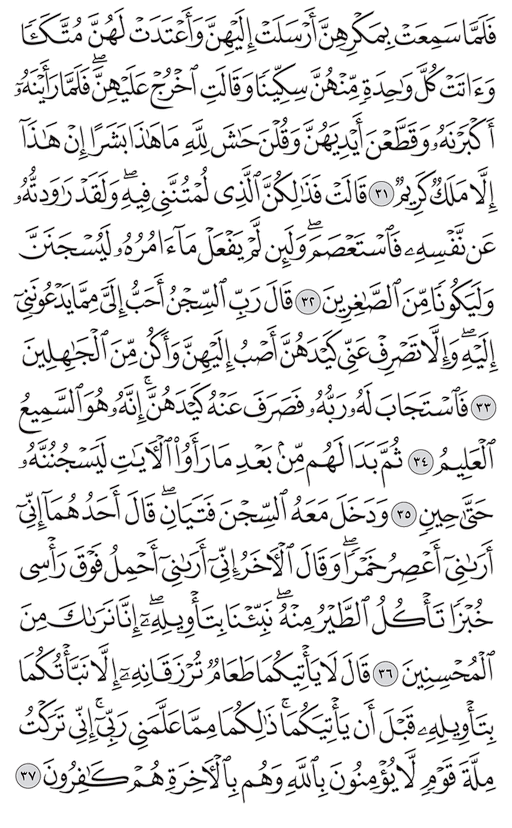 فَلَمَّا سَمِعَتْ بِمَكْرِهِنَّ أَرْسَلَتْ إِلَيْهِنَّ وَأَعْتَدَتْ لَهُنَّ مُتَّكَـًٔا
وَءَاتَتْ كُلَّ وَٰحِدَةٍ مِّنْهُنَّ سِكِّينًا وَقَالَتِ ٱخْرُجْ عَلَيْهِنَّ ۖ فَلَمَّا رَأَيْنَهُۥٓ
أَكْبَرْنَهُۥ وَقَطَّعْنَ أَيْدِيَهُنَّ وَقُلْنَ حَٰشَ لِلَّهِ مَا هَٰذَا بَشَرًا إِنْ هَٰذَآ
إِلَّا مَلَكٌ كَرِيمٌ ٣١ قَالَتْ فَذَٰلِكُنَّ ٱلَّذِى لُمْتُنَّنِى فِيهِ ۖ وَلَقَدْ رَٰوَدتُّهُۥ
عَن نَّفْسِهِۦ فَٱسْتَعْصَمَ ۖ وَلَئِن لَّمْ يَفْعَلْ مَآ ءَامُرُهُۥ لَيُسْجَنَنَّ
وَلَيَكُونًا مِّنَ ٱلصَّٰغِرِينَ ٣٢ قَالَ رَبِّ ٱلسِّجْنُ أَحَبُّ إِلَىَّ مِمَّا يَدْعُونَنِىٓ
إِلَيْهِ ۖ وَإِلَّا تَصْرِفْ عَنِّى كَيْدَهُنَّ أَصْبُ إِلَيْهِنَّ وَأَكُن مِّنَ ٱلْجَٰهِلِينَ
٣٣ فَٱسْتَجَابَ لَهُۥ رَبُّهُۥ فَصَرَفَ عَنْهُ كَيْدَهُنَّ ۚ إِنَّهُۥ هُوَ ٱلسَّمِيعُ
ٱلْعَلِيمُ ٣٤ ثُمَّ بَدَا لَهُم مِّنۢ بَعْدِ مَا رَأَوُا۟ ٱلْءَايَٰتِ لَيَسْجُنُنَّهُۥ
حَتَّىٰ حِينٍ ٣٥ وَدَخَلَ مَعَهُ ٱلسِّجْنَ فَتَيَانِ ۖ قَالَ أَحَدُهُمَآ إِنِّىٓ
أَرَىٰنِىٓ أَعْصِرُ خَمْرًا ۖ وَقَالَ ٱلْءَاخَرُ إِنِّىٓ أَرَىٰنِىٓ أَحْمِلُ فَوْقَ رَأْسِى
خُبْزًا تَأْكُلُ ٱلطَّيْرُ مِنْهُ ۖ نَبِّئْنَا بِتَأْوِيلِهِۦٓ ۖ إِنَّا نَرَىٰكَ مِنَ
ٱلْمُحْسِنِينَ ٣٦ قَالَ لَا يَأْتِيكُمَا طَعَامٌ تُرْزَقَانِهِۦٓ إِلَّا نَبَّأْتُكُمَا
بِتَأْوِيلِهِۦ قَبْلَ أَن يَأْتِيَكُمَا ۚ ذَٰلِكُمَا مِمَّا عَلَّمَنِى رَبِّىٓ ۚ إِنِّى تَرَكْتُ
مِلَّةَ قَوْمٍ لَّا يُؤْمِنُونَ بِٱللَّهِ وَهُم بِٱلْءَاخِرَةِ هُمْ كَٰفِرُونَ ٣٧